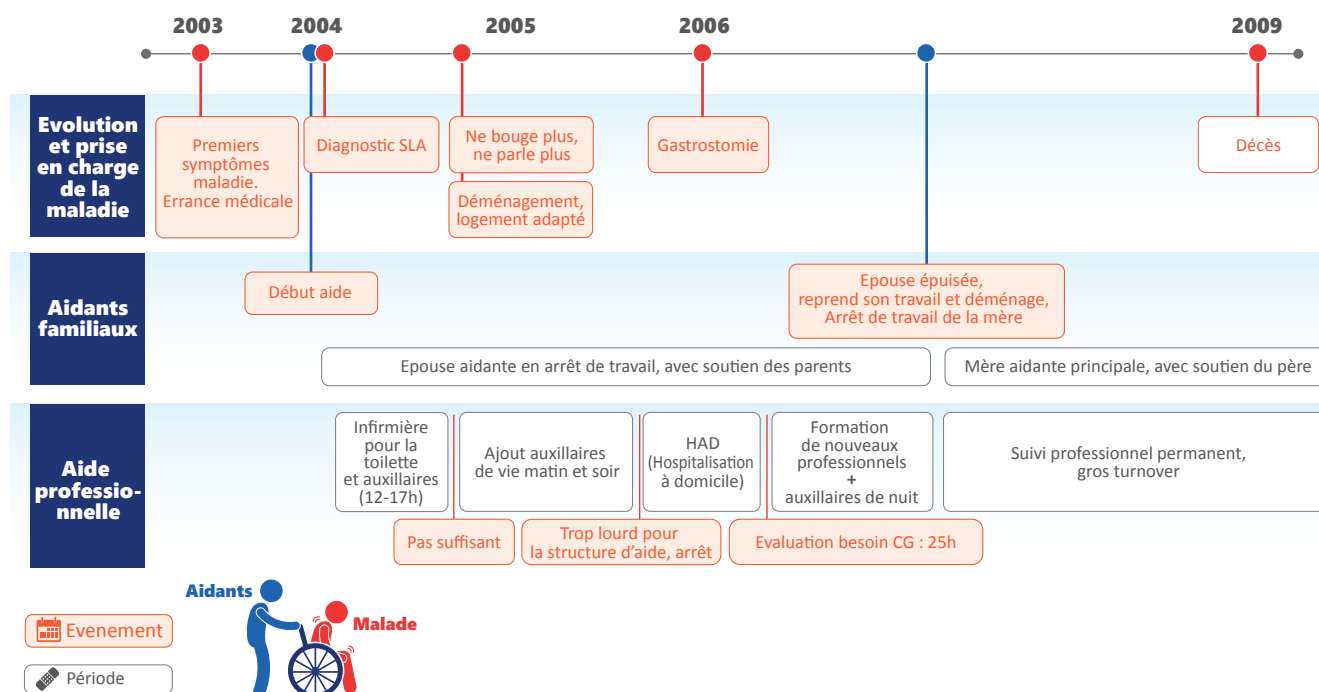 2003
2004
2005
2006
2009
Evolution
et prise
en charge
de la
maladie
Premiers
symptômes
maladie.
Errance médicale
Diagnostic SLA
Ne bouge plus,
ne parle plus
Déménagement,
logement adapté
Gastrostomie
Décès
Aidants
familiaux
Début aide
Epouse épuisée,
reprend son travail et déménage,
Arrêt de travail de la mère
Epouse aidante en arrêt de travail, avec soutien des parents
Mère aidante principale, avec soutien du père
Aide
professio-
nnelle
Infirmière
pour la
toilette
et auxiliaires
(12-17h)
Ajout auxillaires
de vie matin et soir
HAD
(Hospitalisation
à domicile)
Formation
de nouveaux
professionnels
+
auxillaires de nuit
Suivi professionnel permanent,
gros turnover
Pas suffisant
Trop lourd pour
la structure d'aide, arrêt
Evaluation besoin CG : 25h
Aidants
Malade
Evenement
Période